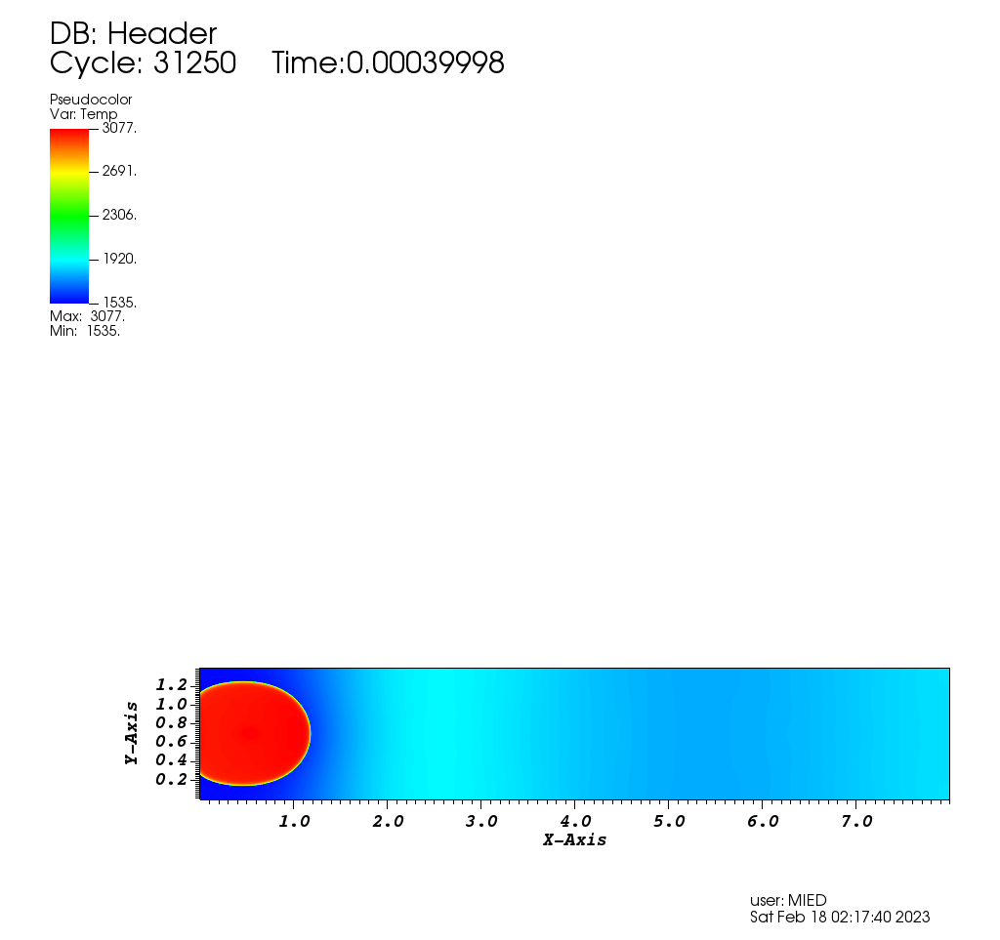 DB: Header
Cycle: 31250 Time:0.00039998
Pseudocolor
Var: Temp
3077.
2691.
2306.
1920.
1535.
Max: 3077.
Min: 1535.
1.2
1.0
0.8
0.6
0.4
0.2
Y-Axis
1.0 2.0 3.0 4.0 5.0 6.0 7.0
X-Axis
user: MIED
Sat Feb 18 02:17:40 2023